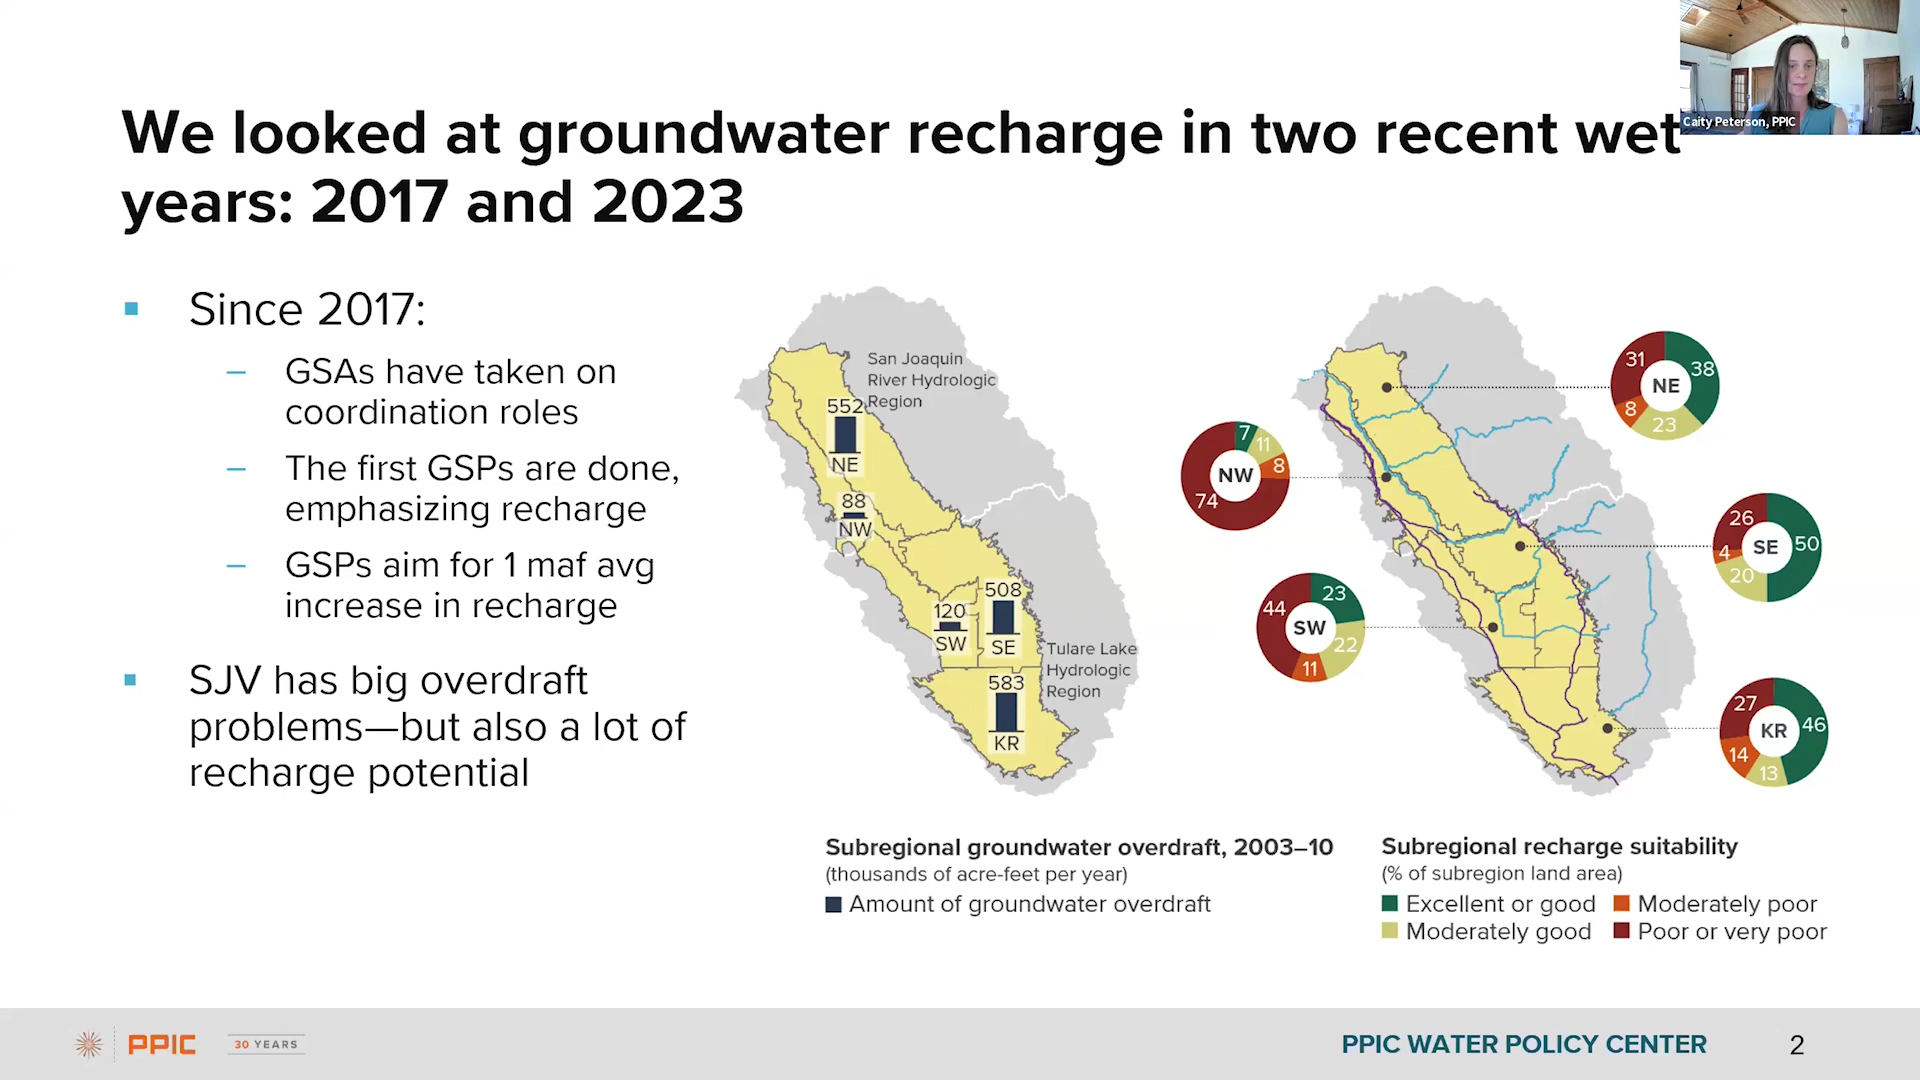 Caity Peterson, PPIC
We looked at groundwater recharge in two recent wet
years: 2017 and 2023
Since 2017:
– GSAs have taken on
coordination roles
– The first GSPs are done,
emphasizing recharge
– GSPs aim for 1 maf avg
increase in recharge
SJV has big overdraft
problems—but also a lot of
recharge potential
San Joaquin
River Hydrologic
Region
552
NE
88
NW
120
SW
508
SE
583
KR
Tulare Lake
Hydrologic
Region
Subregional groundwater overdraft, 2003–10
(thousands of acre-feet per year)
Amount of groundwater overdraft
31
38
NE
8
23
7
11
8
NW
74
26
50
SE
4
20
23
44
SW
22
11
27
46
KR
14
13
Subregional recharge suitability
(% of subregion land area)
Excellent or good
Moderately poor
Moderately good
Poor or very poor
PPIC
30 YEARS
PPIC WATER POLICY CENTER
2